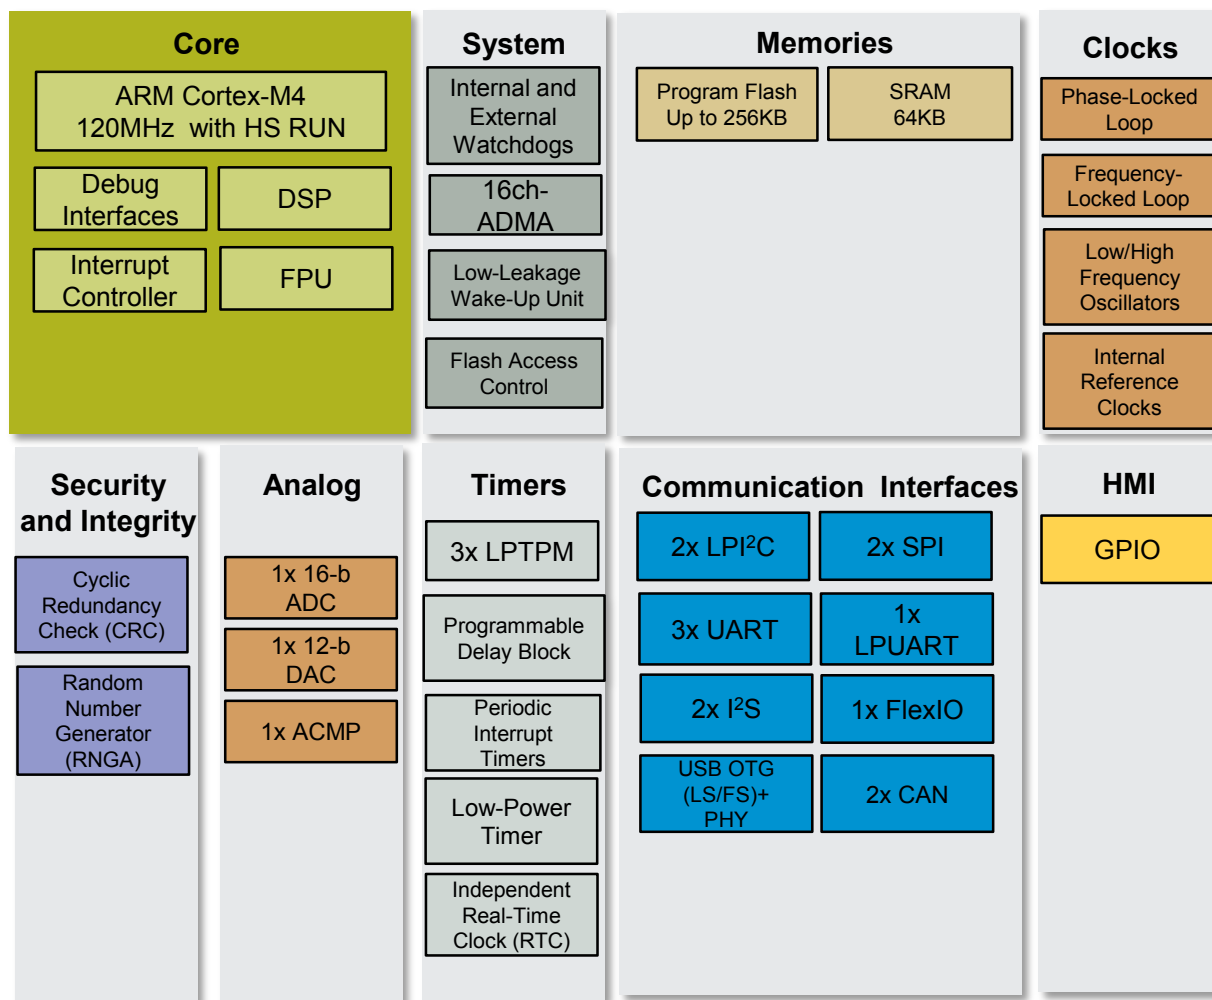 Core
ARM Cortex-M4
120MHz with HS RUN
Debug
Interfaces
DSP
Interrupt
Controller
FPU
System
Internal and
External
Watchdogs
16ch-
ADMA
Low-Leakage
Wake-Up Unit
Flash Access
Control
Memories
Program Flash
Up to 256KB
SRAM
64KB
Clocks
Phase-Locked
Loop
Frequency-
Locked Loop
Low/High
Frequency
Oscillators
Internal
Reference
Clocks
Security
and Integrity
Cyclic
Redundancy
Check (CRC)
Random
Number
Generator
(RNGA)
Analog
1x 16-b
ADC
1x 12-b
DAC
1x ACMP
Timers
3x LPTPM
Programmable
Delay Block
Periodic
Interrupt
Timers
Low-Power
Timer
Independent
Real-Time
Clock (RTC)
Communication Interfaces
2x LPI²C
2x SPI
3x UART
1x
LPUART
2x I²S
1x FlexIO
USB OTG
(LS/FS)+
PHY
2x CAN
HMI
GPIO